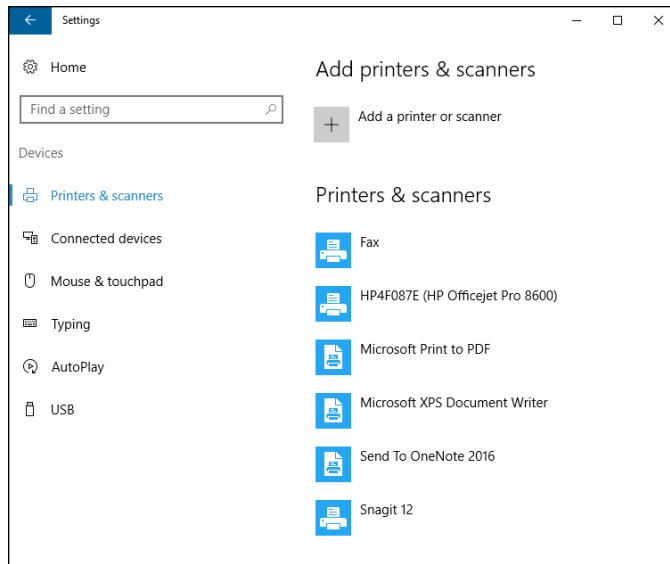 Settings
Home
Find a setting
Devices
Printers & scanners
Connected devices
Mouse & touchpad
Typing
AutoPlay
USB
Add printers & scanners
Add a printer or scanner
Printers & scanners
Fax
HP4F087E (HP Officejet Pro 8600)
Microsoft Print to PDF
Microsoft XPS Document Writer
Send To OneNote 2016
Snagit 12